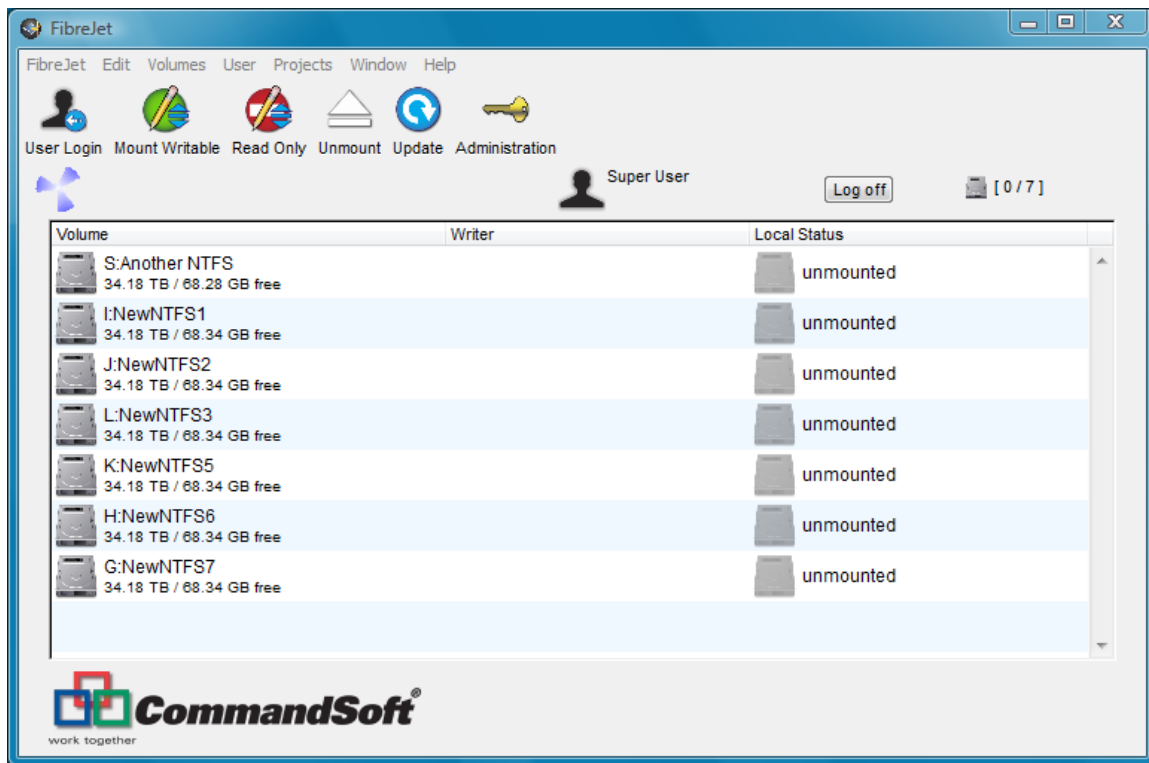 FibreJet
FibreJet Edit Volumes User Projects Window Help
User Login Mount Writable Read Only Unmount Update Administration
Super User Log off [ 0 / 7 ]
Volume Writer Local Status
S:Another NTFS
34.18 TB / 68.28 GB free unmounted
I:NewNTFS1
34.18 TB / 68.34 GB free unmounted
J:NewNTFS2
34.18 TB / 68.34 GB free unmounted
L:NewNTFS3
34.18 TB / 68.34 GB free unmounted
K:NewNTFS5
34.18 TB / 68.34 GB free unmounted
H:NewNTFS6
34.18 TB / 68.34 GB free unmounted
G:NewNTFS7
34.18 TB / 68.34 GB free unmounted
CommandSoft®
work together